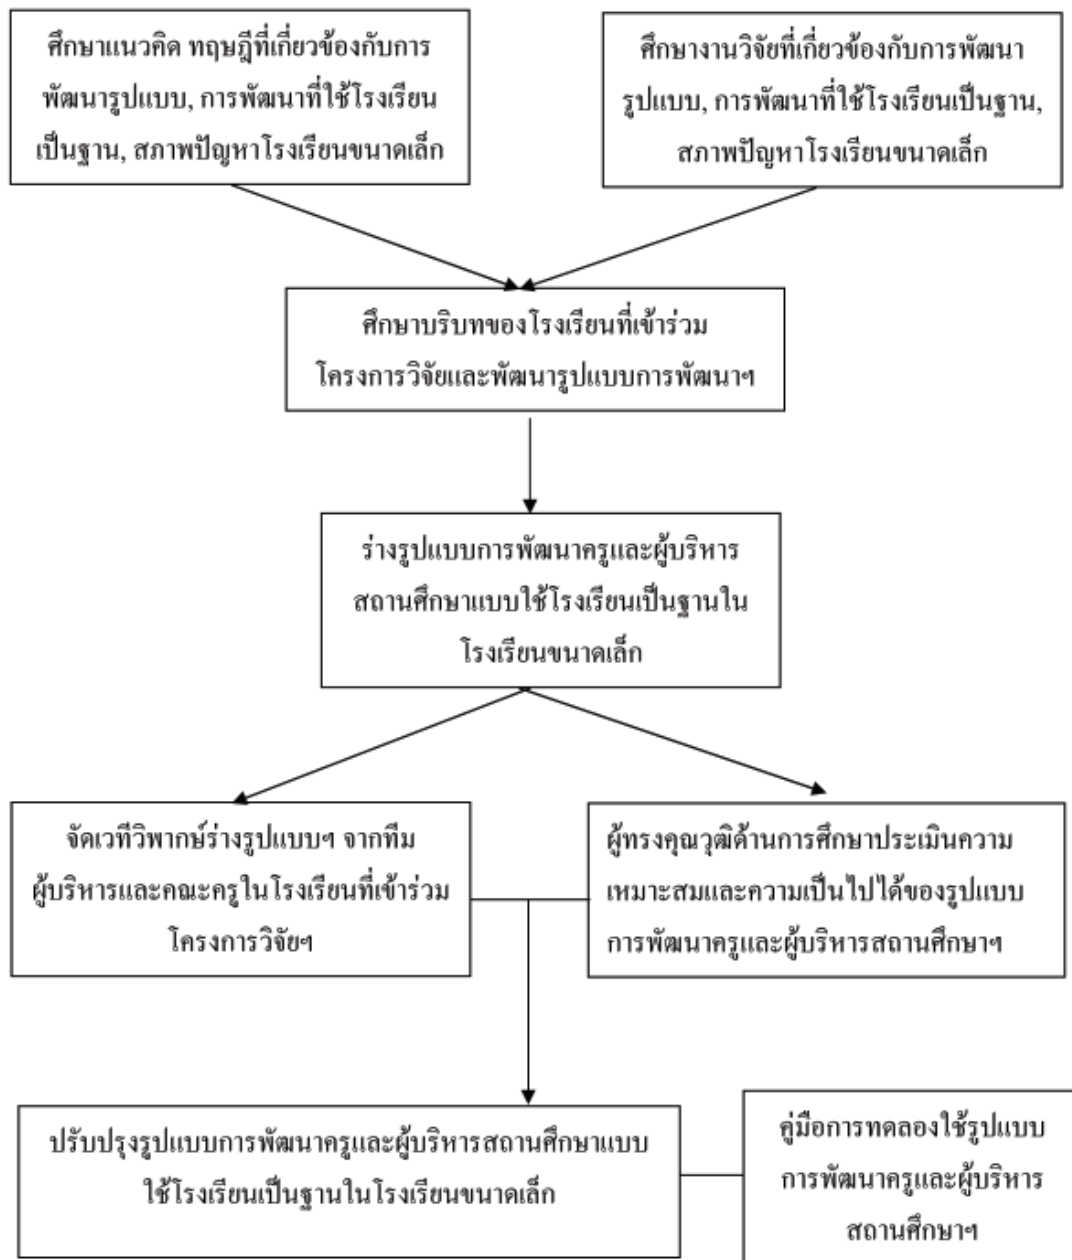 ศึกษาแนวคิด ทฤษฎีที่เกี่ยวข้องกับการ
พัฒนารูปแบบ, การพัฒนาที่ใช้โรงเรียน
เป็นฐาน, สภาพปัญหาโรงเรียนขนาดเล็ก
ศึกษางานวิจัยที่เกี่ยวข้องกับการพัฒนา
รูปแบบ, การพัฒนาที่ใช้โรงเรียนเป็นฐาน,
สภาพปัญหาโรงเรียนขนาดเล็ก
ศึกษาบริบทของโรงเรียนที่เข้าร่วม
โครงการวิจัยและพัฒนารูปแบบการพัฒนาฯ
ร่างรูปแบบการพัฒนาครูและผู้บริหาร
สถานศึกษาแบบใช้โรงเรียนเป็นฐานใน
โรงเรียนขนาดเล็ก
จัดเวทีวิพากษ์ร่างรูปแบบฯ จากทีม
ผู้บริหารและคณะครูในโรงเรียนที่เข้าร่วม
โครงการวิจัยฯ
ผู้ทรงคุณวุฒิด้านการศึกษาประเมินความ
เหมาะสมและความเป็นไปได้ของรูปแบบ
การพัฒนาครูและผู้บริหารสถานศึกษาฯ
ปรับปรุงรูปแบบการพัฒนาครูและผู้บริหารสถานศึกษาแบบ
ใช้โรงเรียนเป็นฐานในโรงเรียนขนาดเล็ก
คู่มือการทดลองใช้รูปแบบ
การพัฒนาครูและผู้บริหาร
สถานศึกษาฯ